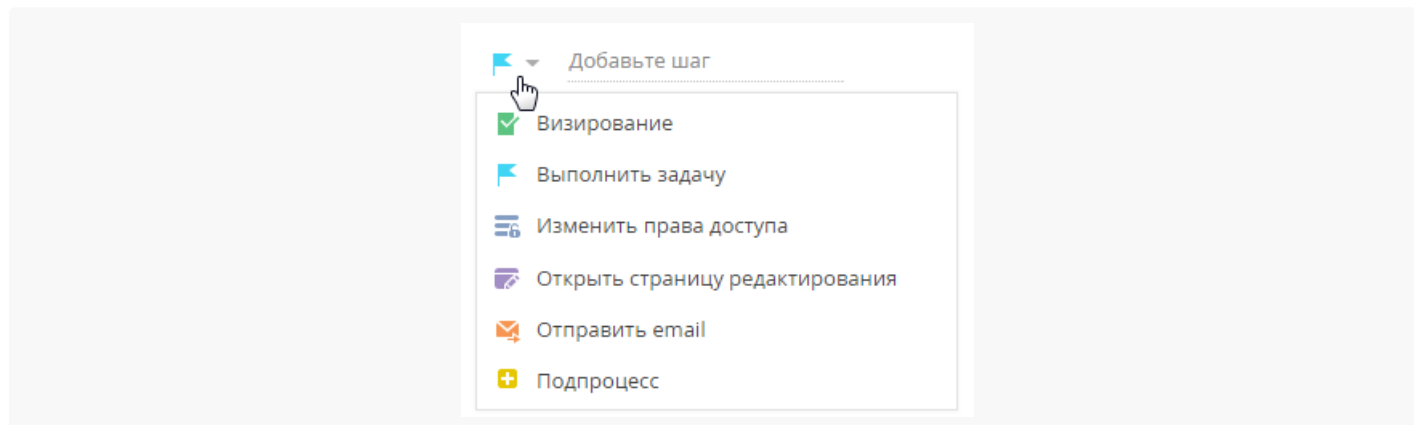 Добавьте шаг
Визирование
Выполнить задачу
Изменить права доступа
Открыть страницу редактирования
Отправить email
Подпроцесс